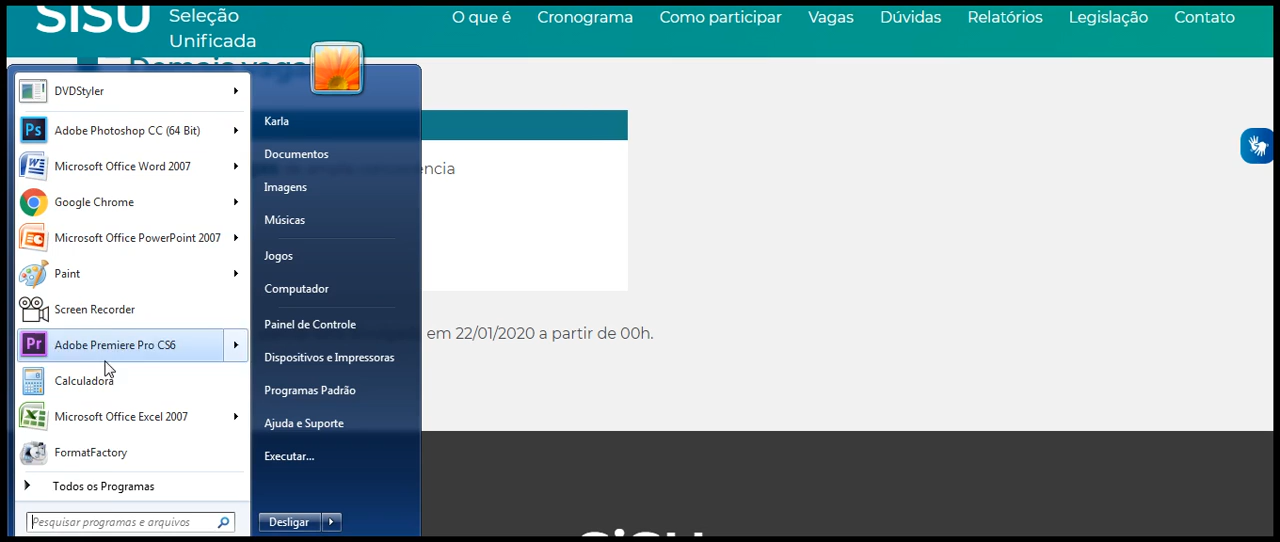 SiSU
Seleção
Unificada
O que é
Cronograma
Como participar
Vagas
Dúvidas
Relatórios
Legislação
Contato
Demais vagas
em 22/01/2020 a partir de 00h.
DVDStyler
Adobe Photoshop CC (64 Bit)
Microsoft Office Word 2007
Google Chrome
Microsoft Office PowerPoint 2007
Paint
Screen Recorder
Adobe Premiere Pro CS6
Calculadora
Microsoft Office Excel 2007
FormatFactory
Todos os Programas
Pesquisar programas e arquivos
Karla
Documentos
Imagens
Músicas
Jogos
Computador
Painel de Controle
Dispositivos e Impressoras
Programas Padrão
Ajuda e Suporte
Executar...
Desligar
SiSU